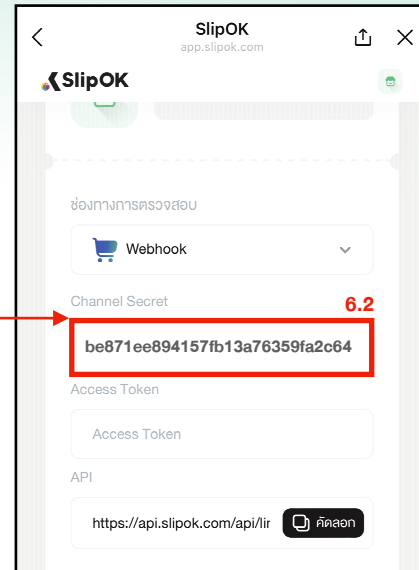 SlipOK
app.slipok.com
SlipOK
ช่องทางการตรวจสอบ
Webhook
Channel Secret
6.2
be871ee894157fb13a76359fa2c64
Access Token
Access Token
API
https://api.slipok.com/api/lir
คัดลอก